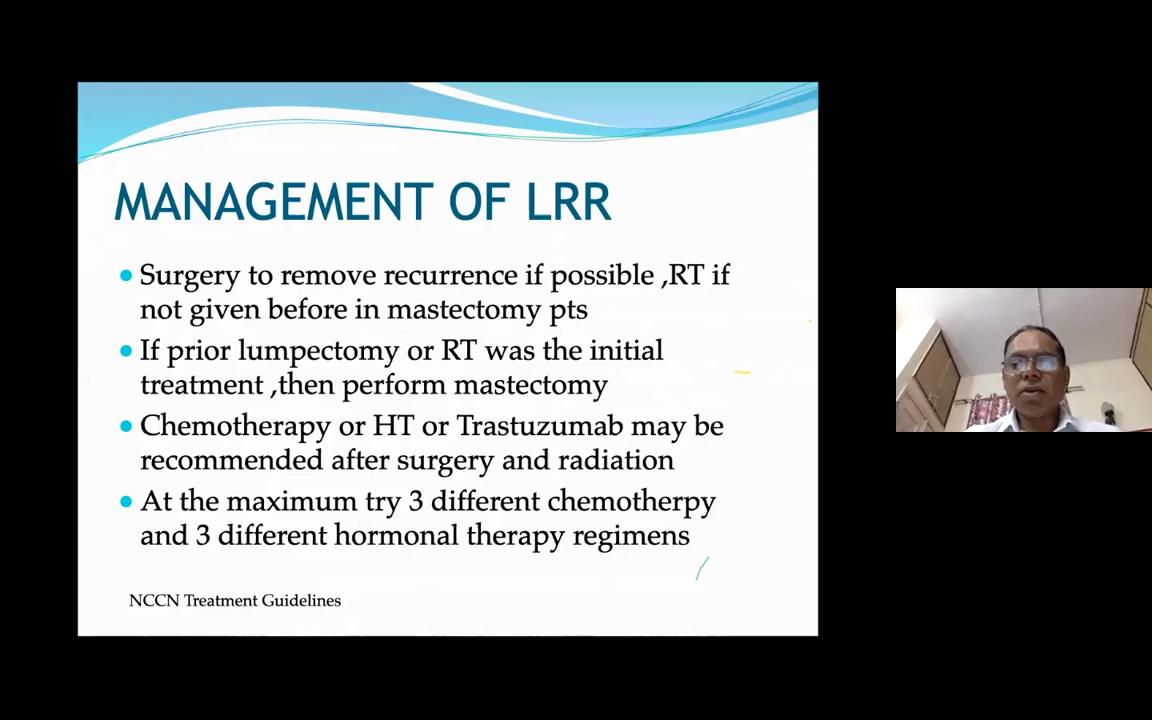 MANAGEMENT OF LRR
Surgery to remove recurrence if possible ,RT if
not given before in mastectomy pts
If prior lumpectomy or RT was the initial
treatment ,then perform mastectomy
Chemotherapy or HT or Trastuzumab may be
recommended after surgery and radiation
At the maximum try 3 different chemotherpy
and 3 different hormonal therapy regimens
NCCN Treatment Guidelines